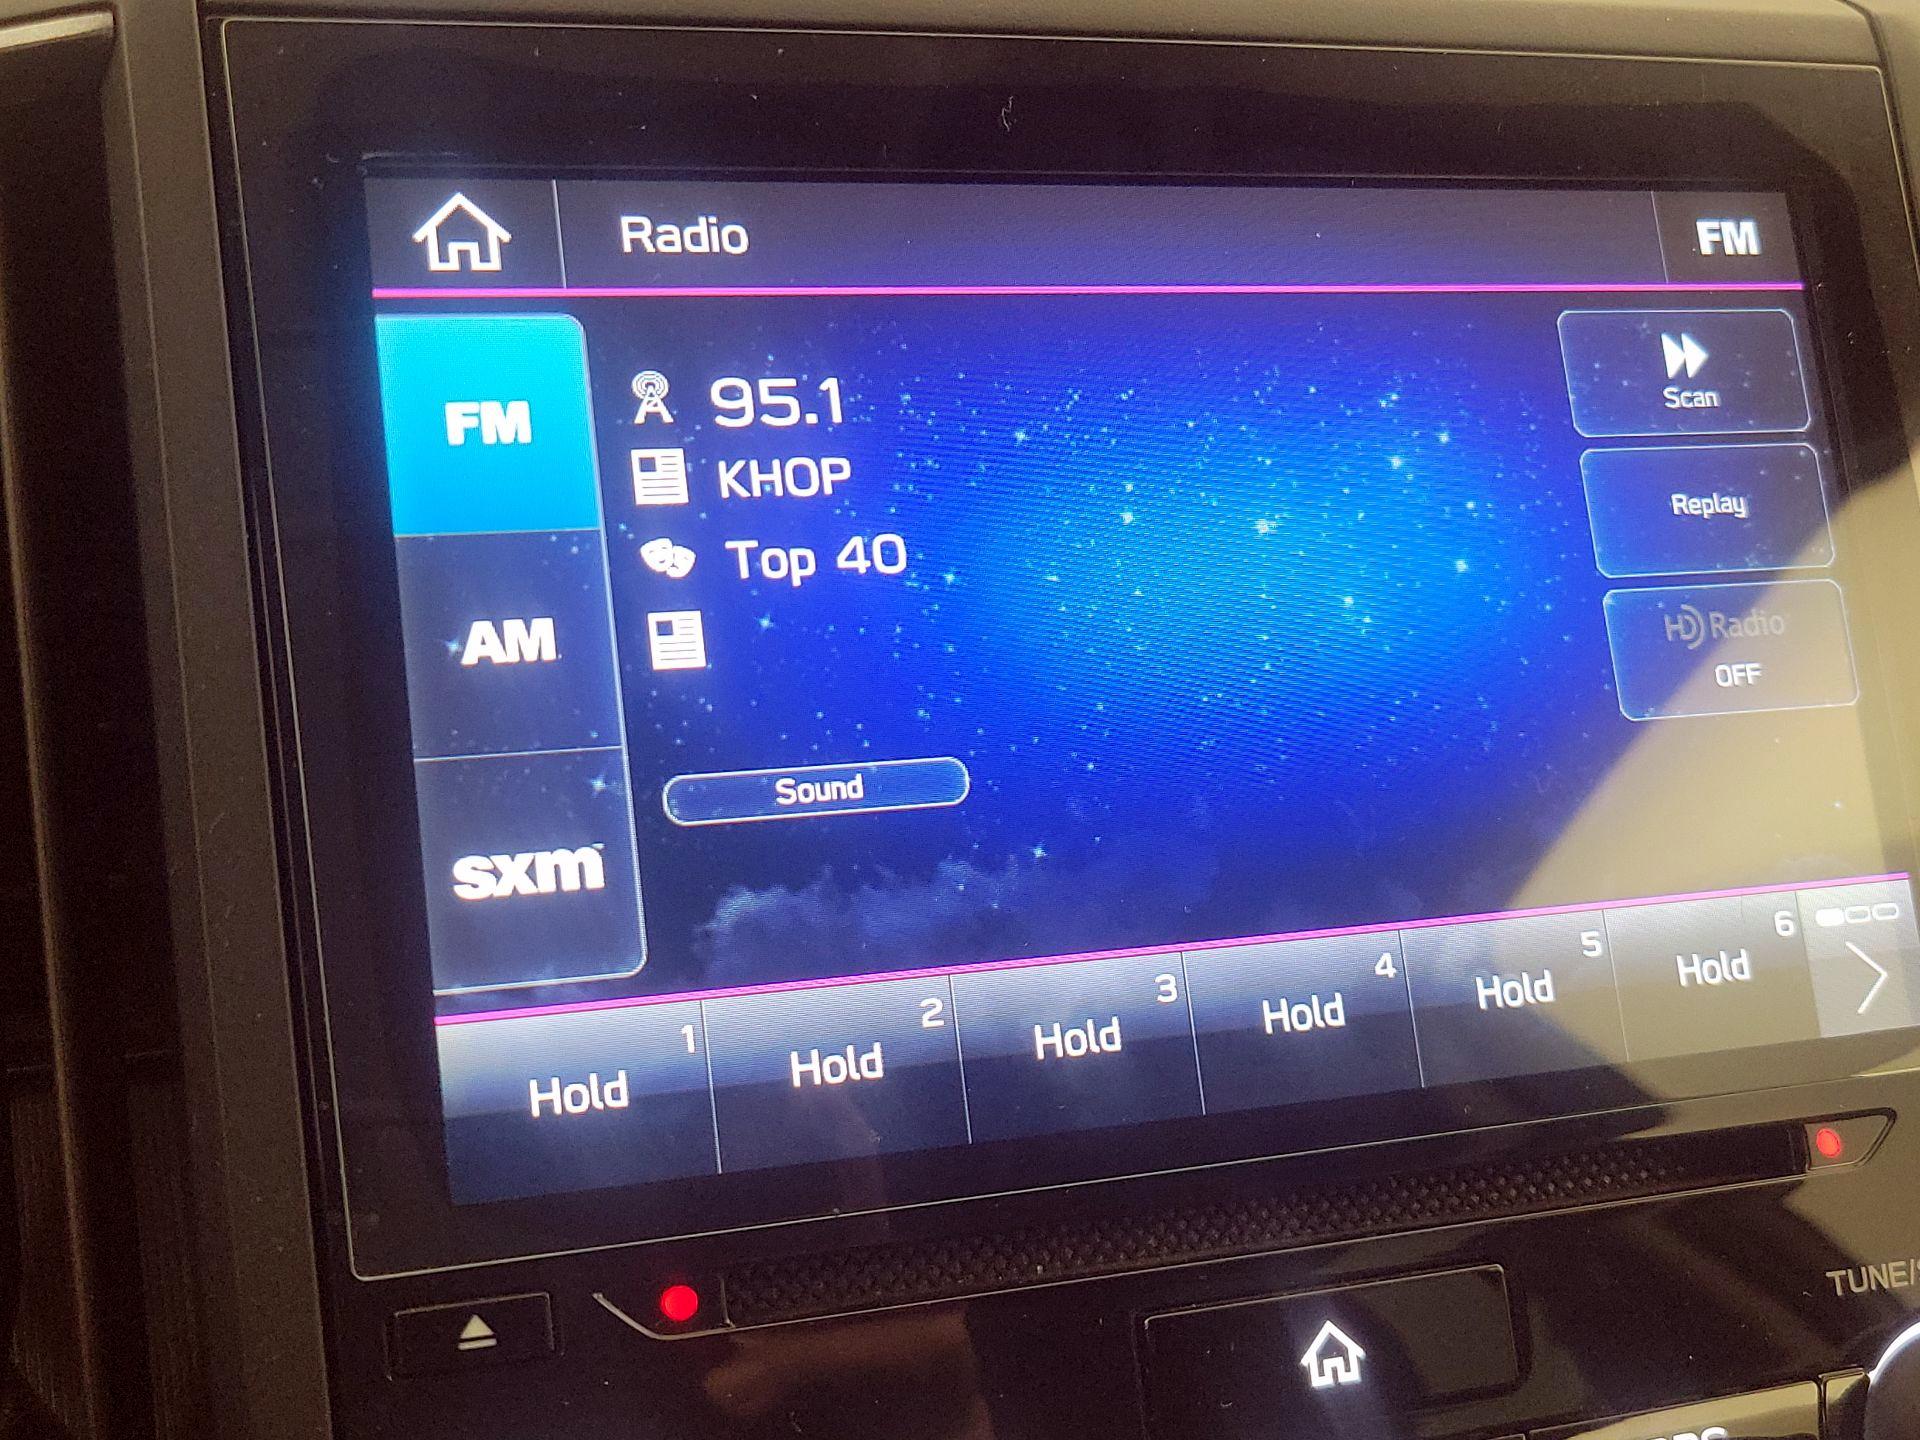 Radio
FM
FM
AM
sxm
95.1
KHOP
Top 40
Sound
Scan
Replay
HD Radio
OFF
1
Hold
2
Hold
3
Hold
4
Hold
5
Hold
6
Hold
TUNE/